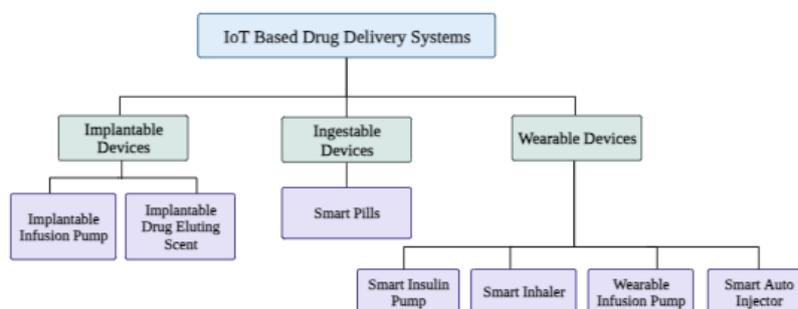 IoT Based Drug Delivery Systems
Implantable
Devices
Ingestable
Devices
Wearable Devices
Implantable
Infusion Pump
Implantable
Drug Eluting
Scent
Smart Pills
Smart Insulin
Pump
Smart Inhaler
Wearable
Infusion Pump
Smart Auto
Injector